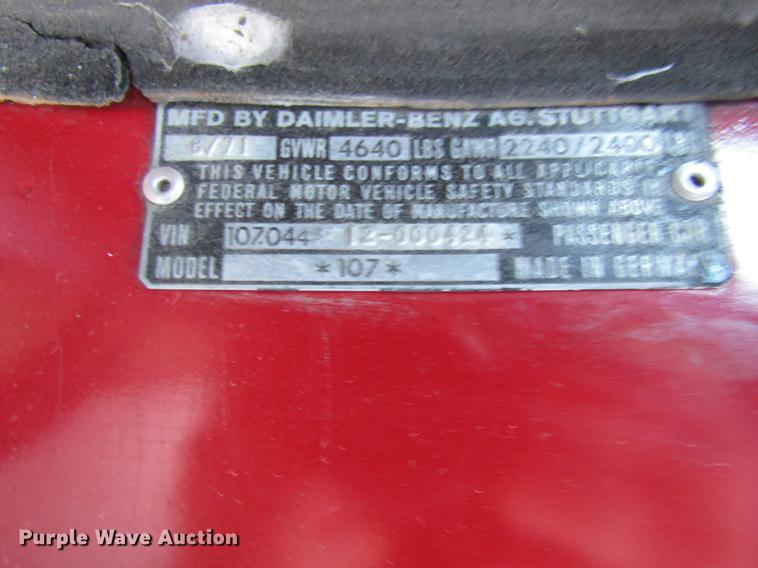 MFD BY DAIMLER-BENZ AG. STUTTGART
GVWR 4640 LBS GAWR 2240/2400
THIS VEHICLE CONFORMS TO ALL APPLICABLE
FEDERAL MOTOR VEHICLE SAFETY STANDARDS IN
EFFECT ON THE DATE OF MANUFACTURE SHOWN ABOVE
VIN 107.044 12-000424 * PASSENGER CAR
MODEL *107* MADE IN GERMANY
Purple Wave Auction